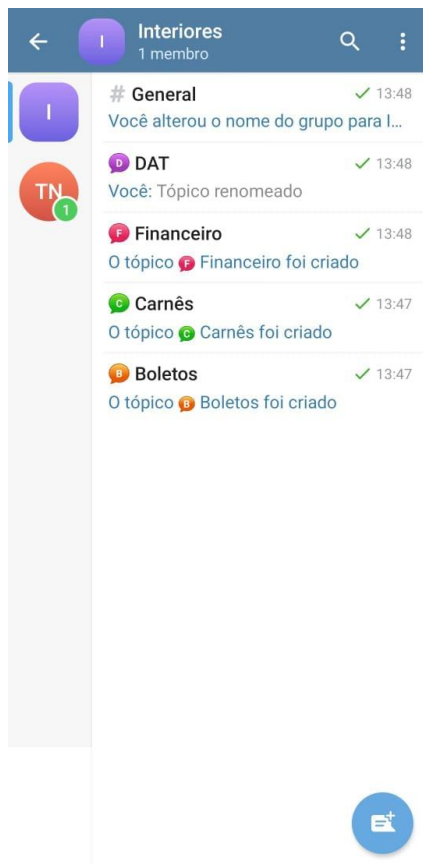 I
Interiores
1 membro
I
TN
1
# General
13:48
Você alterou o nome do grupo para I...
D DAT
13:48
Você: Tópico renomeado
F Financeiro
13:48
O tópico F Financeiro foi criado
C Carnês
13:47
O tópico C Carnês foi criado
B Boletos
13:47
O tópico B Boletos foi criado